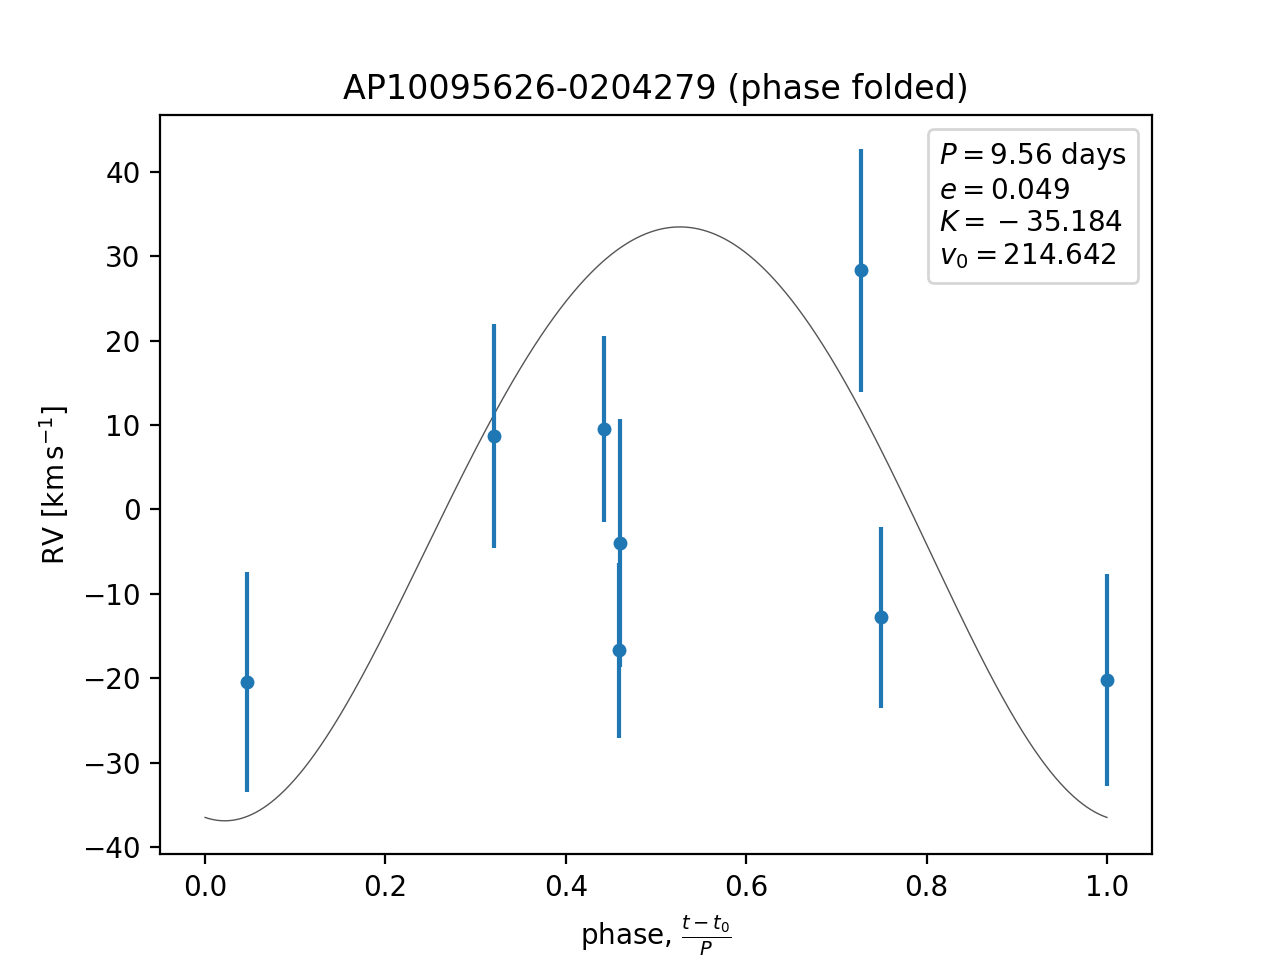 AP10095626-0204279 (phase folded)
P = 9.56 days
e = 0.049
K = −35.184
v₀ = 214.642
RV [km s⁻¹]
40
30
20
10
0
−10
−20
−30
−40
0.0 0.2 0.4 0.6 0.8 1.0
phase, (t − t₀)/P